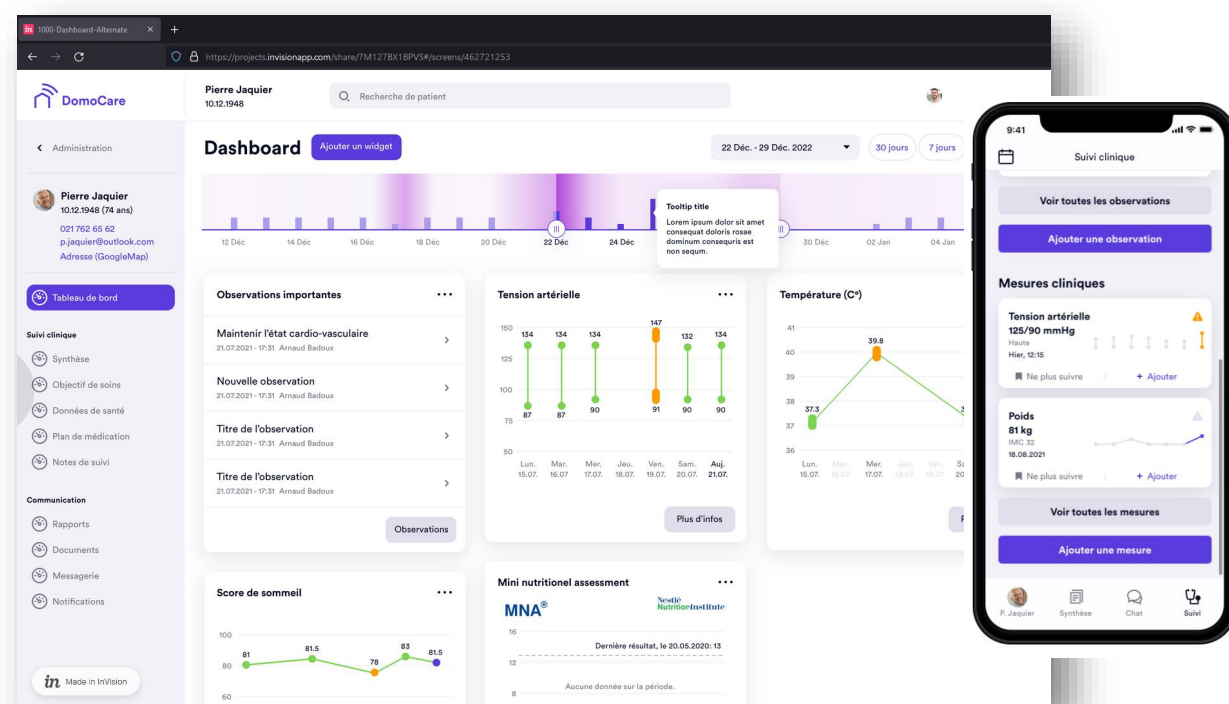 in 1000-Dashboard-Alternate × +
https://projects.invisionapp.com/share/7M127BX1BPVS#/screens/462721253
DomoCare
Pierre Jaquier
10.12.1948
Recherche de patient
Administration
Pierre Jaquier
10.12.1948 (74 ans)
021 762 65 62
p.jaquier@outlook.com
Adresse (GoogleMap)
Tableau de bord
Suivi clinique
Synthèse
Objectif de soins
Données de santé
Plan de médication
Notes de suivi
Communication
Rapports
Documents
Messagerie
Notifications
in Made in InVision
Dashboard
Ajouter un widget
22 Déc. - 29 Déc. 2022
30 jours
7 jours
Tooltip title
Lorem ipsum dolor sit amet
consequat doloris rosae
dominum consequris est
non sequm.
12 Déc 14 Déc 16 Déc 18 Déc 20 Déc 22 Déc 24 Déc 30 Déc 02 Jan 04 Jan
Observations importantes
Maintenir l'état cardio-vasculaire
21.07.2021 - 17:31 Arnaud Badoux
Nouvelle observation
21.07.2021 - 17:31 Arnaud Badoux
Titre de l'observation
21.07.2021 - 17:31 Arnaud Badoux
Titre de l'observation
21.07.2021 - 17:31 Arnaud Badoux
Observations
Tension artérielle
150 134 134 134 147 132 134
125
100
75 87 87 90 91 90 90
50
Lun. Mar. Mer. Jeu. Ven. Sam. Auj.
15.07. 16.07 17.07. 18.07. 19.07. 20.07. 21.07.
Plus d'infos
Température (C°)
41
40 39.8
39
38
37 37.3
36
Lun. Mar. Mer. Jeu. Ven.
15.07. 16.07 17.07. 18.07. 19.07.
Score de sommeil
100
80 81 81.5 78 83 81.5
60
Mini nutritionel assessment
MNA®
Nestlé
NutritionInstitute
16
Dernière résultat, le 20.05.2020: 13
12
Aucune donnée sur la période.
8
9:41
Suivi clinique
Voir toutes les observations
Ajouter une observation
Mesures cliniques
Tension artérielle
125/90 mmHg
Haute
Hier, 12:15
Ne plus suivre
+ Ajouter
Poids
81 kg
IMC 32
18.08.2021
Ne plus suivre
+ Ajouter
Voir toutes les mesures
Ajouter une mesure
P. Jaquier Synthèse Chat Suivi